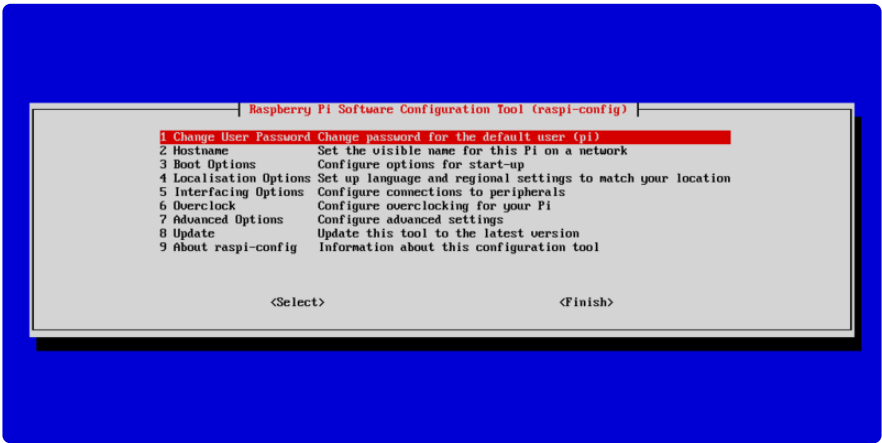 Raspberry Pi Software Configuration Tool (raspi-config)
1 Change User Password Change password for the default user (pi)
2 Hostname Set the visible name for this Pi on a network
3 Boot Options Configure options for start-up
4 Localisation Options Set up language and regional settings to match your location
5 Interfacing Options Configure connections to peripherals
6 Overclock Configure overclocking for your Pi
7 Advanced Options Configure advanced settings
8 Update Update this tool to the latest version
9 About raspi-config Information about this configuration tool
<Select> <Finish>